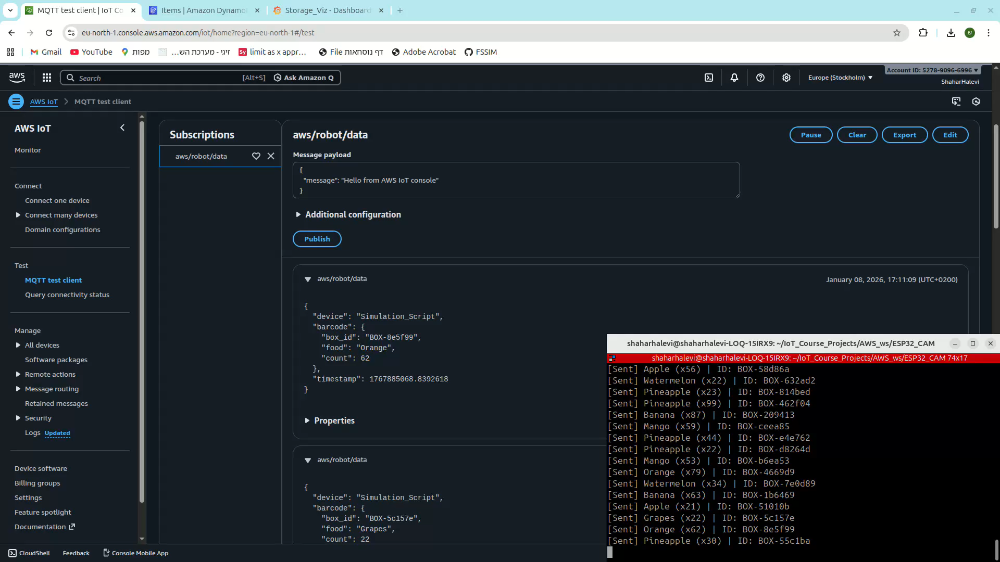 MQTT test client | IoT Co
Items | Amazon Dynamo
Storage_Viz - Dashboard
eu-north-1.console.aws.amazon.com/iot/home?region=eu-north-1#/test
ש
Gmail
YouTube
מפות
זיגי - מערכת הש...
Sy
limit as x appr...
דף נוסחאות File
Adobe Acrobat
FSSIM
aws
Search
[Alt+S]
Ask Amazon Q
Europe (Stockholm)
Account ID: 5278-9096-6996
ShaharHalevi
AWS IoT
MQTT test client
AWS IoT
Monitor
Connect
Connect one device
Connect many devices
Domain configurations
Test
MQTT test client
Query connectivity status
Manage
All devices
Software packages
Remote actions
Message routing
Retained messages
Security
Logs Updated
Device software
Billing groups
Settings
Feature spotlight
Documentation
Subscriptions
aws/robot/data
aws/robot/data
Pause
Clear
Export
Edit
Message payload
{
"message": "Hello from AWS IoT console"
}
Additional configuration
Publish
aws/robot/data
January 08, 2026, 17:11:09 (UTC+0200)
{
"device": "Simulation_Script",
"barcode": {
"box_id": "BOX-8e5f99",
"food": "Orange",
"count": 62
},
"timestamp": 1767885068.8392618
}
Properties
aws/robot/data
{
"device": "Simulation_Script",
"barcode": {
"box_id": "BOX-5c157e",
"food": "Grapes",
"count": 22
shaharhalevi@shaharhalevi-LOQ-15IRX9: ~/IoT_Course_Projects/AWS_ws/ESP32_CAM
shaharhalevi@shaharhalevi-LOQ-15IRX9: ~/IoT_Course_Projects/AWS_ws/ESP32_CAM 74x17
[Sent] Apple (x56) | ID: BOX-58d86a
[Sent] Watermelon (x22) | ID: BOX-632ad2
[Sent] Pineapple (x23) | ID: BOX-814bed
[Sent] Pineapple (x99) | ID: BOX-462f04
[Sent] Banana (x87) | ID: BOX-209413
[Sent] Mango (x59) | ID: BOX-ceea85
[Sent] Pineapple (x44) | ID: BOX-e4e762
[Sent] Pineapple (x22) | ID: BOX-d8264d
[Sent] Mango (x53) | ID: BOX-b6ea53
[Sent] Orange (x79) | ID: BOX-4669d9
[Sent] Watermelon (x34) | ID: BOX-7e0d89
[Sent] Banana (x63) | ID: BOX-1b6469
[Sent] Apple (x21) | ID: BOX-51010b
[Sent] Grapes (x22) | ID: BOX-5c157e
[Sent] Orange (x62) | ID: BOX-8e5f99
[Sent] Pineapple (x30) | ID: BOX-55c1ba
CloudShell
Feedback
Console Mobile App